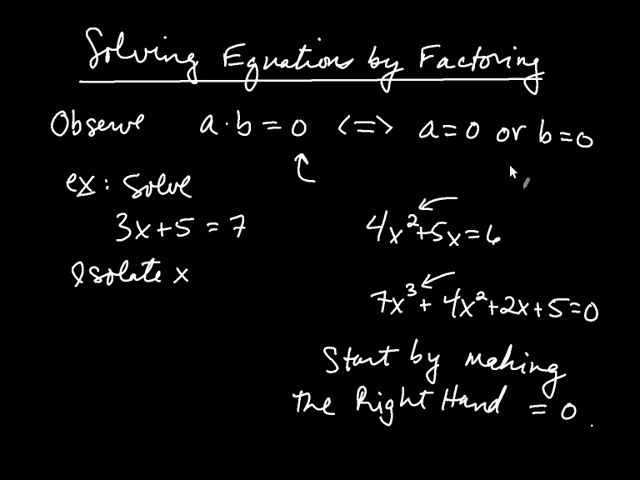 Solving Equations by Factoring
Observe a · b = 0 <=> a = 0 or b = 0
ex: Solve
3x + 5 = 7
Isolate x
4x² + 5x = 6
7x³ + 4x² + 2x + 5 = 0
Start by making
the Right Hand = 0.